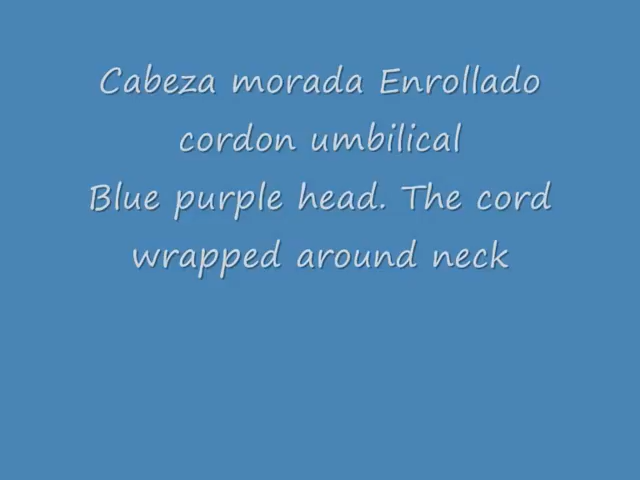 Cabeza morada Enrollado
cordon umbilical
Blue purple head. The cord
wrapped around neck